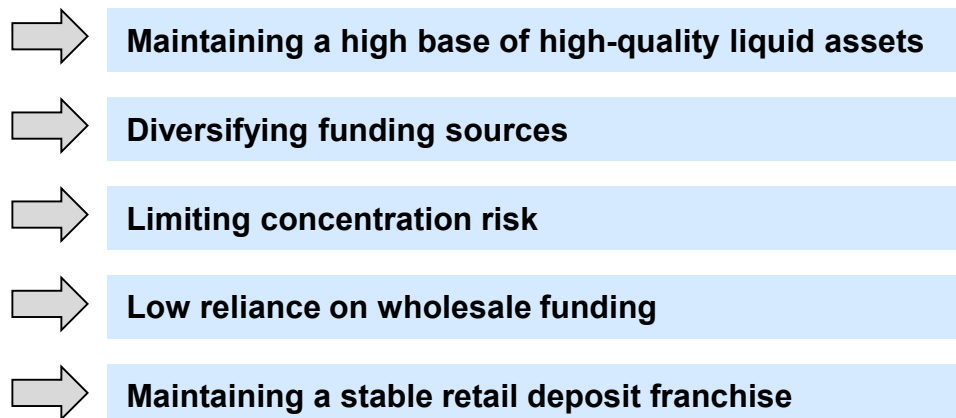 Maintaining a high base of high-quality liquid assets
Diversifying funding sources
Limiting concentration risk
Low reliance on wholesale funding
Maintaining a stable retail deposit franchise